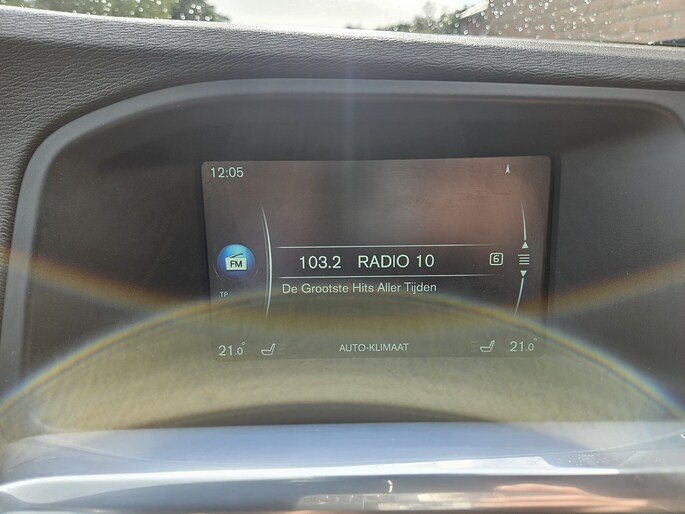 12:05
FM
103.2 RADIO 10 6
TP
De Grootste Hits Aller Tijden
21.0° AUTO-KLIMAAT 21.0°